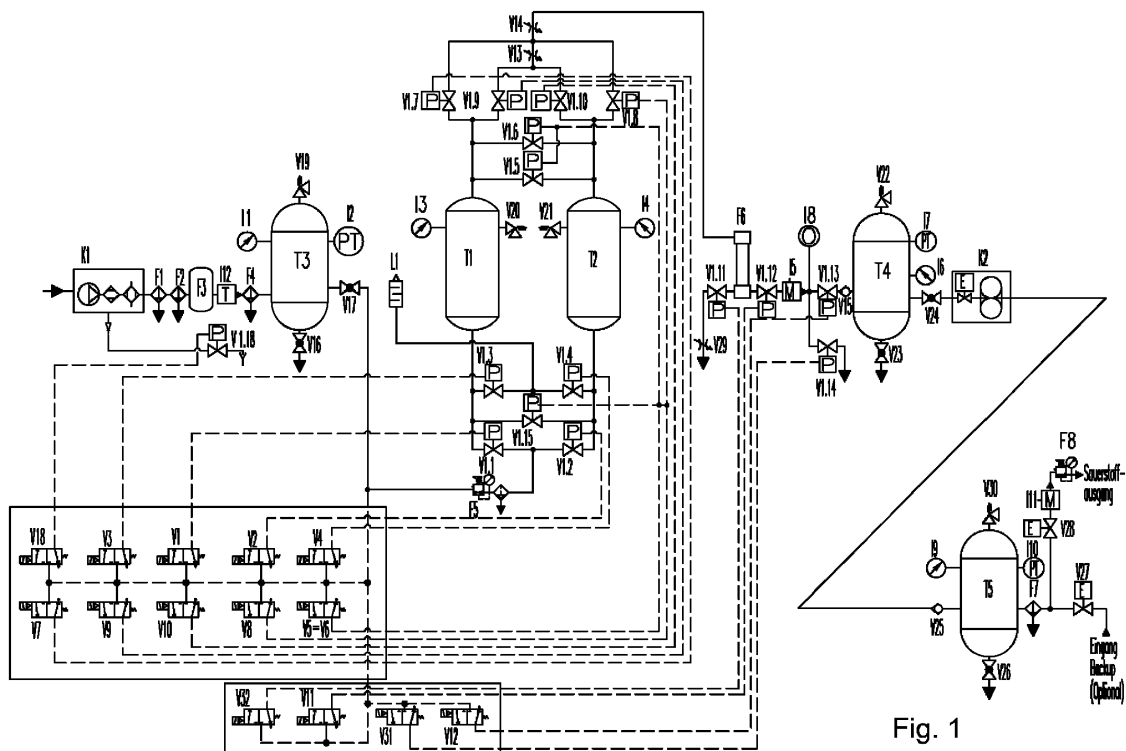 V14
V13
V1.7
P
V1.9
P
P
V1.10
P
V1.8
P
V1.6
P
V1.5
V19
I1
I2
PT
T3
K1
F1
F2
F3
I12
T
F4
V17
V16
P
V1.18
L1
I3
T1
V20
V21
T2
I4
F6
V1.11
P
V1.12
P
I5
M
I8
V1.13
P
V15
V29
V1.14
P
V22
T4
I7
PT
I6
V24
V23
K2
E
V1.3
P
V1.4
P
P
V1.15
P
V1.1
P
V1.2
F5
V18
V3
V1
V2
V4
V7
V9
V10
V8
V5=V6
V32
V11
V31
V12
F8
Sauerstoff-
ausgang
I11
M
E
V28
V30
I9
I10
PT
T5
F7
V27
E
V25
V26
Eingang
Backup
(Optional)
Fig. 1